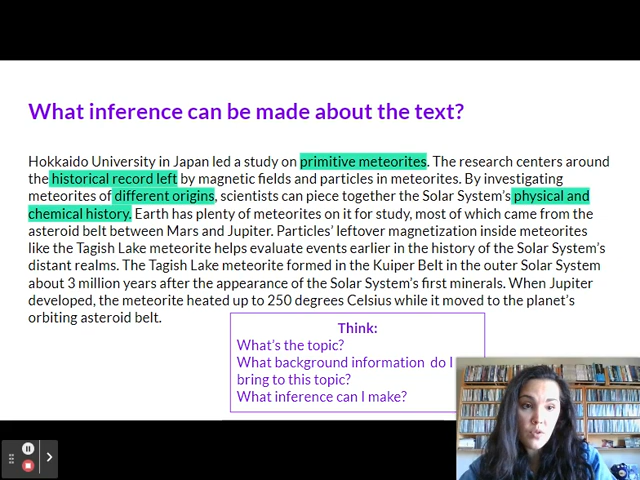 What inference can be made about the text?
Hokkaido University in Japan led a study on primitive meteorites. The research centers around
the historical record left by magnetic fields and particles in meteorites. By investigating
meteorites of different origins, scientists can piece together the Solar System's physical and
chemical history. Earth has plenty of meteorites on it for study, most of which came from the
asteroid belt between Mars and Jupiter. Particles' leftover magnetization inside meteorites
like the Tagish Lake meteorite helps evaluate events earlier in the history of the Solar System's
distant realms. The Tagish Lake meteorite formed in the Kuiper Belt in the outer Solar System
about 3 million years after the appearance of the Solar System's first minerals. When Jupiter
developed, the meteorite heated up to 250 degrees Celsius while it moved to the planet's
orbiting asteroid belt.
Think:
What's the topic?
What background information do I
bring to this topic?
What inference can I make?